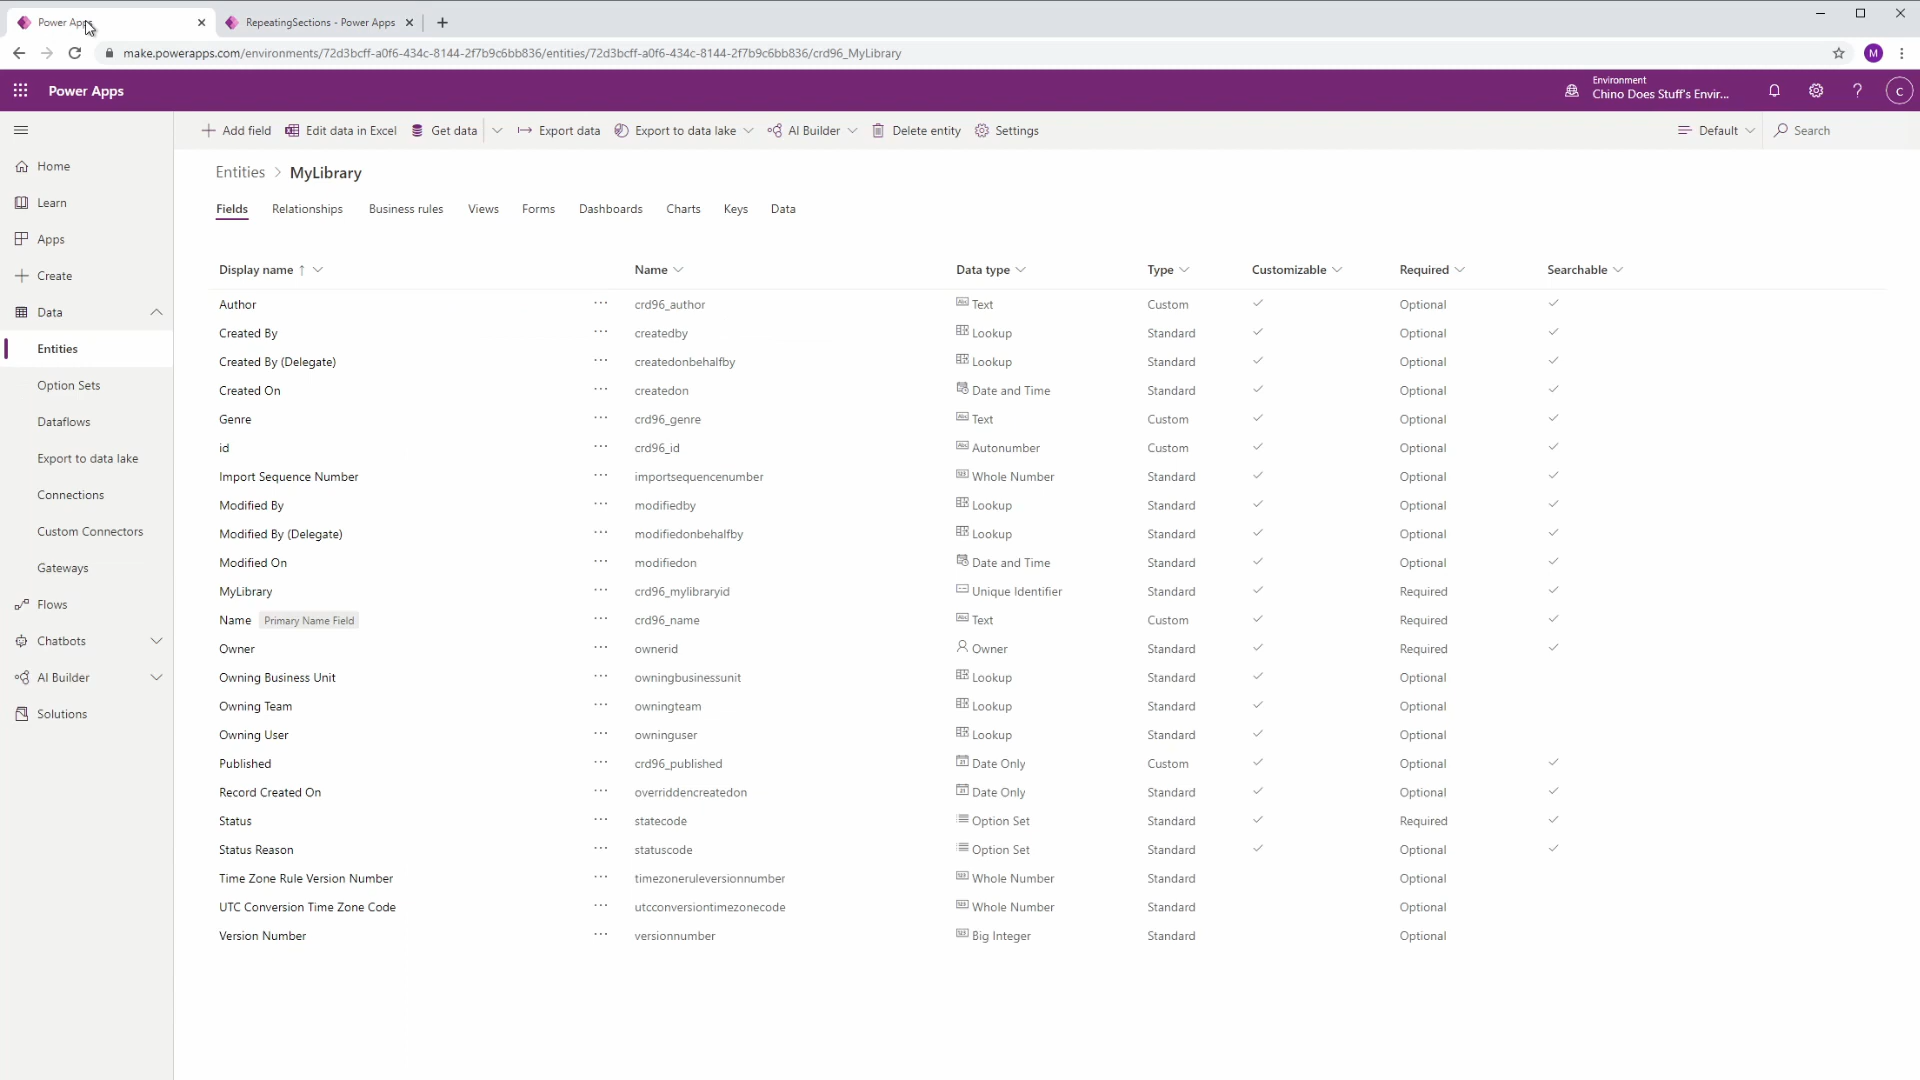 Power Apps
RepeatingSections - Power Apps
make.powerapps.com/environments/72d3bcff-a0f6-434c-8144-2f7b9c6bb836/entities/72d3bcff-a0f6-434c-8144-2f7b9c6bb836/crd96_MyLibrary
M
Power Apps
Environment
Chino Does Stuff's Envir...
? C
Add field Edit data in Excel Get data Export data Export to data lake AI Builder Delete entity Settings Default Search
Home
Learn
Apps
Create
Data
Entities
Option Sets
Dataflows
Export to data lake
Connections
Custom Connectors
Gateways
Flows
Chatbots
AI Builder
Solutions
Entities > MyLibrary
Fields Relationships Business rules Views Forms Dashboards Charts Keys Data
Display name ↑ Name Data type Type Customizable Required Searchable
Author ··· crd96_author Text Custom ✓ Optional ✓
Created By ··· createdby Lookup Standard ✓ Optional ✓
Created By (Delegate) ··· createdonbehalfby Lookup Standard ✓ Optional ✓
Created On ··· createdon Date and Time Standard ✓ Optional ✓
Genre ··· crd96_genre Text Custom ✓ Optional ✓
id ··· crd96_id Autonumber Custom ✓ Optional ✓
Import Sequence Number ··· importsequencenumber Whole Number Standard ✓ Optional ✓
Modified By ··· modifiedby Lookup Standard ✓ Optional ✓
Modified By (Delegate) ··· modifiedonbehalfby Lookup Standard ✓ Optional ✓
Modified On ··· modifiedon Date and Time Standard ✓ Optional ✓
MyLibrary ··· crd96_mylibraryid Unique Identifier Standard ✓ Required ✓
Name Primary Name Field ··· crd96_name Text Custom ✓ Required ✓
Owner ··· ownerid Owner Standard ✓ Required ✓
Owning Business Unit ··· owningbusinessunit Lookup Standard ✓ Optional
Owning Team ··· owningteam Lookup Standard ✓ Optional
Owning User ··· owninguser Lookup Standard ✓ Optional
Published ··· crd96_published Date Only Custom ✓ Optional ✓
Record Created On ··· overriddencreatedon Date Only Standard ✓ Optional ✓
Status ··· statecode Option Set Standard ✓ Required ✓
Status Reason ··· statuscode Option Set Standard ✓ Optional ✓
Time Zone Rule Version Number ··· timezoneruleversionnumber Whole Number Standard Optional
UTC Conversion Time Zone Code ··· utcconversiontimezonecode Whole Number Standard Optional
Version Number ··· versionnumber Big Integer Standard Optional